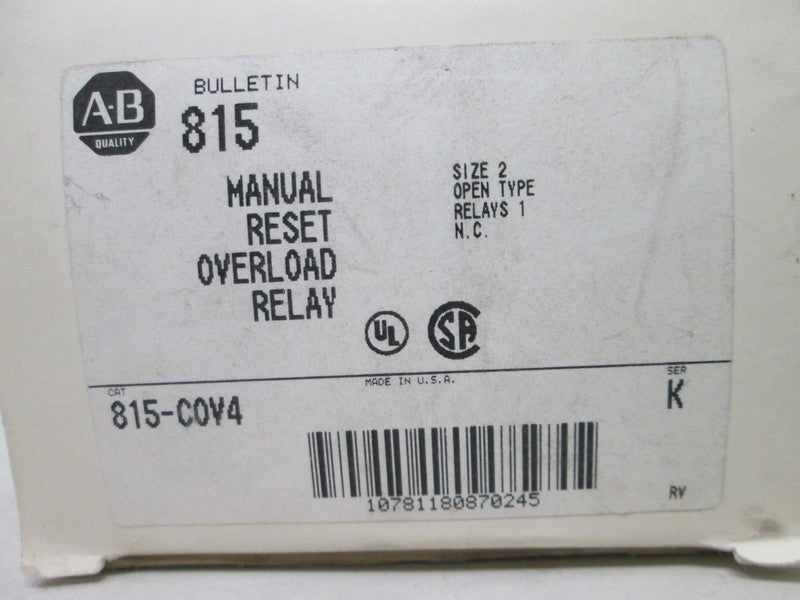 A-B
QUALITY
BULLETIN
815
MANUAL
RESET
OVERLOAD
RELAY
SIZE 2
OPEN TYPE
RELAYS 1
N.C.
UL
SA
MADE IN U.S.A.
CAT
815-COV4
SER
K
10781180870245
RV